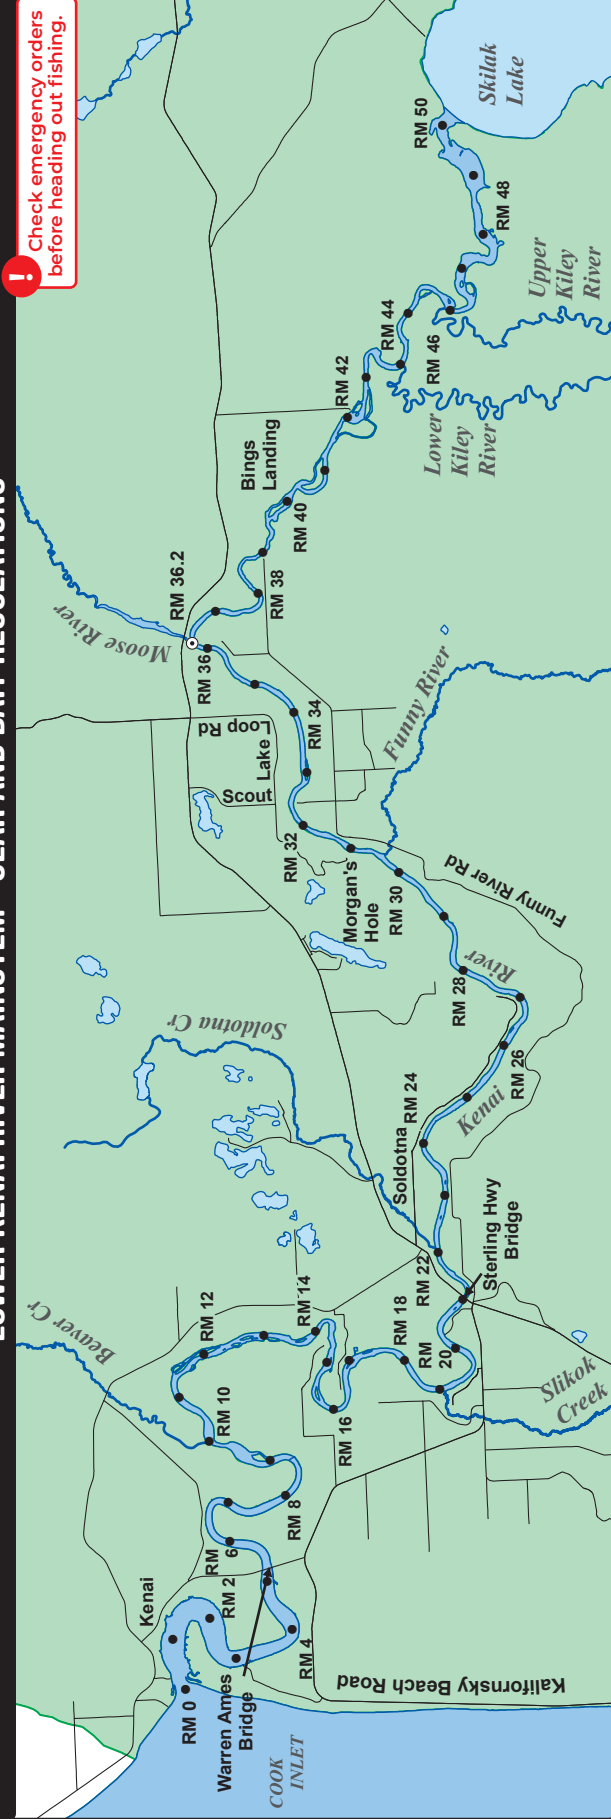 Check emergency orders
before heading out fishing.
!
Skilak
Lake
RM 50
RM 48
Upper
Kiley
River
RM 46
RM 44
RM 42
Lower
Kiley
River
Bings
Landing
RM 40
RM 38
RM 36.2
Moose River
RM 36
RM 34
Loop Rd
Lake
Scout
RM 32
Funny River
Morgan's
Hole
RM 30
Funny River Rd
RM 28
River
RM 26
Kenai
RM 24
Soldotna Cr
Soldotna
RM 22
Sterling Hwy
Bridge
RM
20
RM 18
Slikok
Creek
RM 16
RM 14
RM 12
Beaver Cr
RM 10
RM 8
RM
6
RM 4
RM 2
Kenai
RM 0
Warren Ames
Bridge
COOK
INLET
Kalifornsky Beach Road